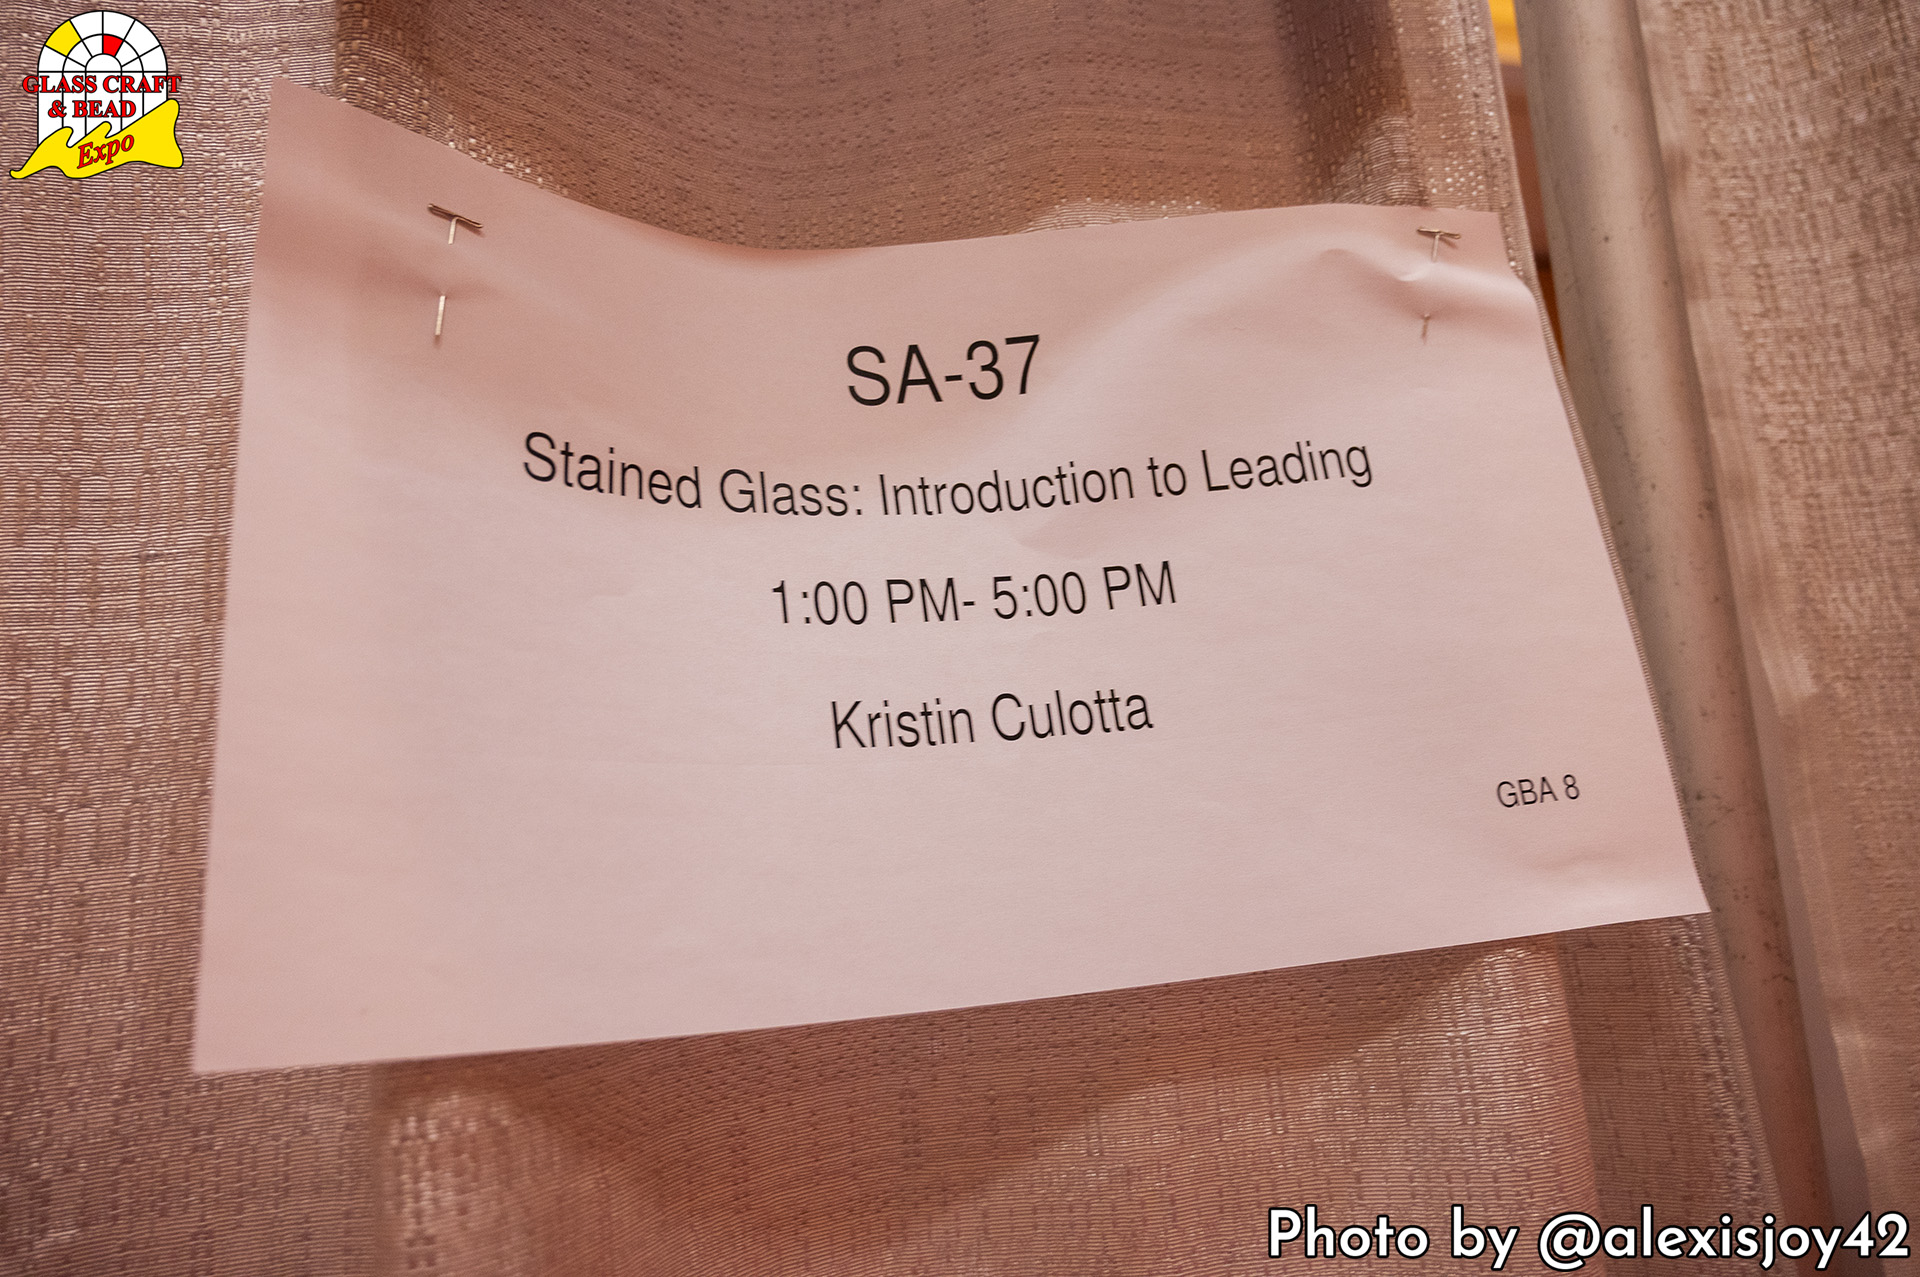 GLASS CRAFT
& BEAD
Expo
SA-37
Stained Glass: Introduction to Leading
1:00 PM- 5:00 PM
Kristin Culotta
GBA 8
Photo by @alexisjoy42